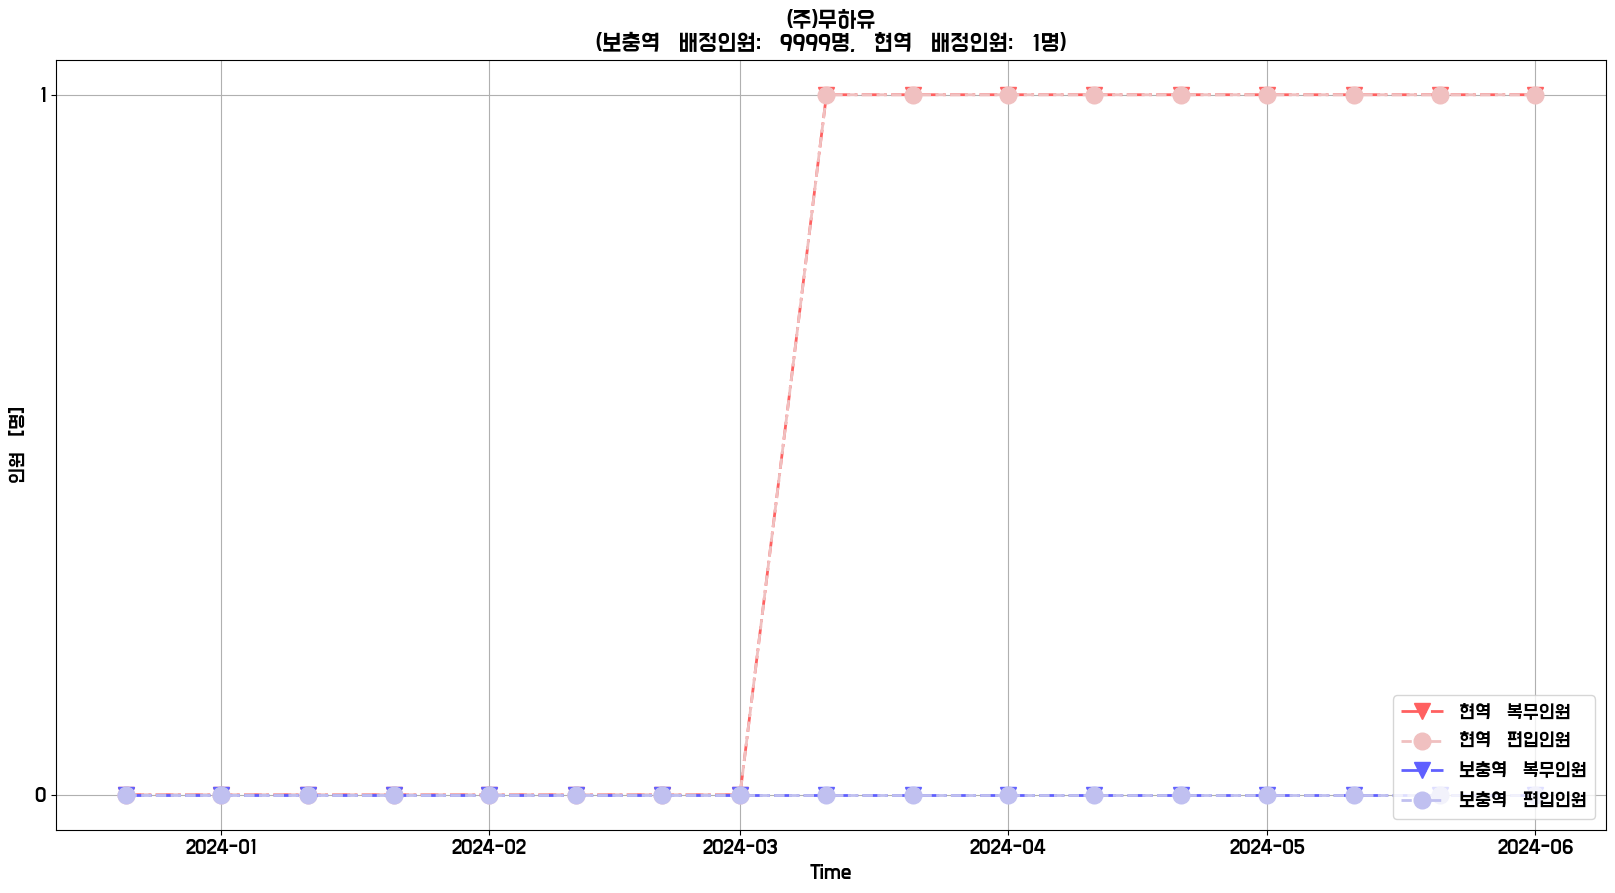 (주)무하유
(보충역 배정인원: 9999명, 현역 배정인원: 1명)
1
0
인원 [명]
현역 복무인원
현역 편입인원
보충역 복무인원
보충역 편입인원
2024-01 2024-02 2024-03 2024-04 2024-05 2024-06
Time